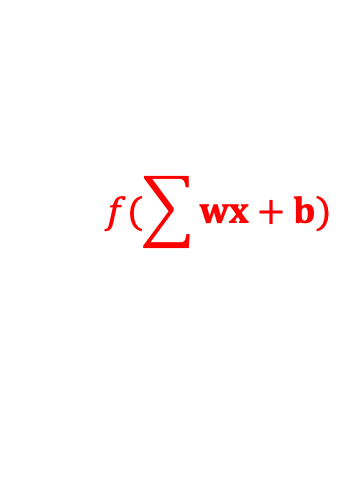 f(∑ wx + b)